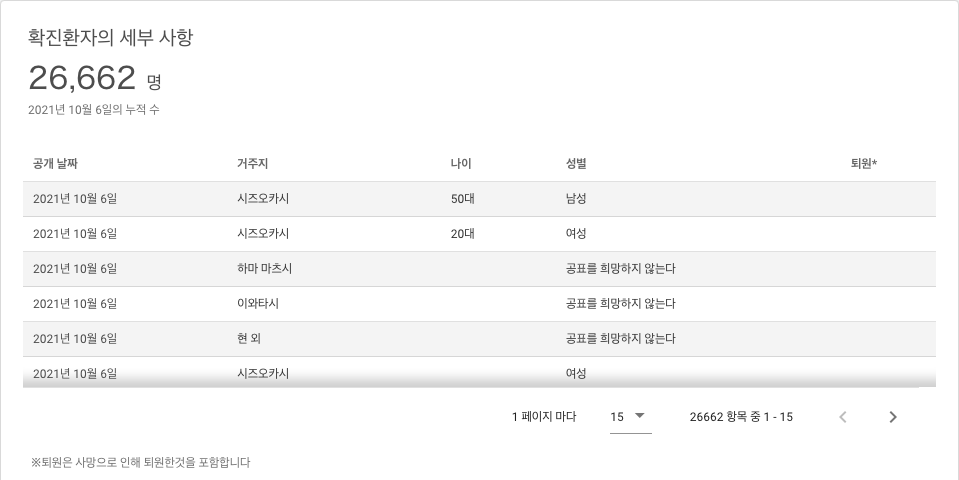 확진환자의 세부 사항
26,662 명
2021년 10월 6일의 누적 수
공개 날짜 거주지 나이 성별 퇴원*
2021년 10월 6일 시즈오카시 50대 남성
2021년 10월 6일 시즈오카시 20대 여성
2021년 10월 6일 하마 마츠시 공표를 희망하지 않는다
2021년 10월 6일 이와타시 공표를 희망하지 않는다
2021년 10월 6일 현 외 공표를 희망하지 않는다
2021년 10월 6일 시즈오카시 여성
1 페이지 마다 15 26662 항목 중 1 - 15
※퇴원은 사망으로 인해 퇴원한것을 포함합니다